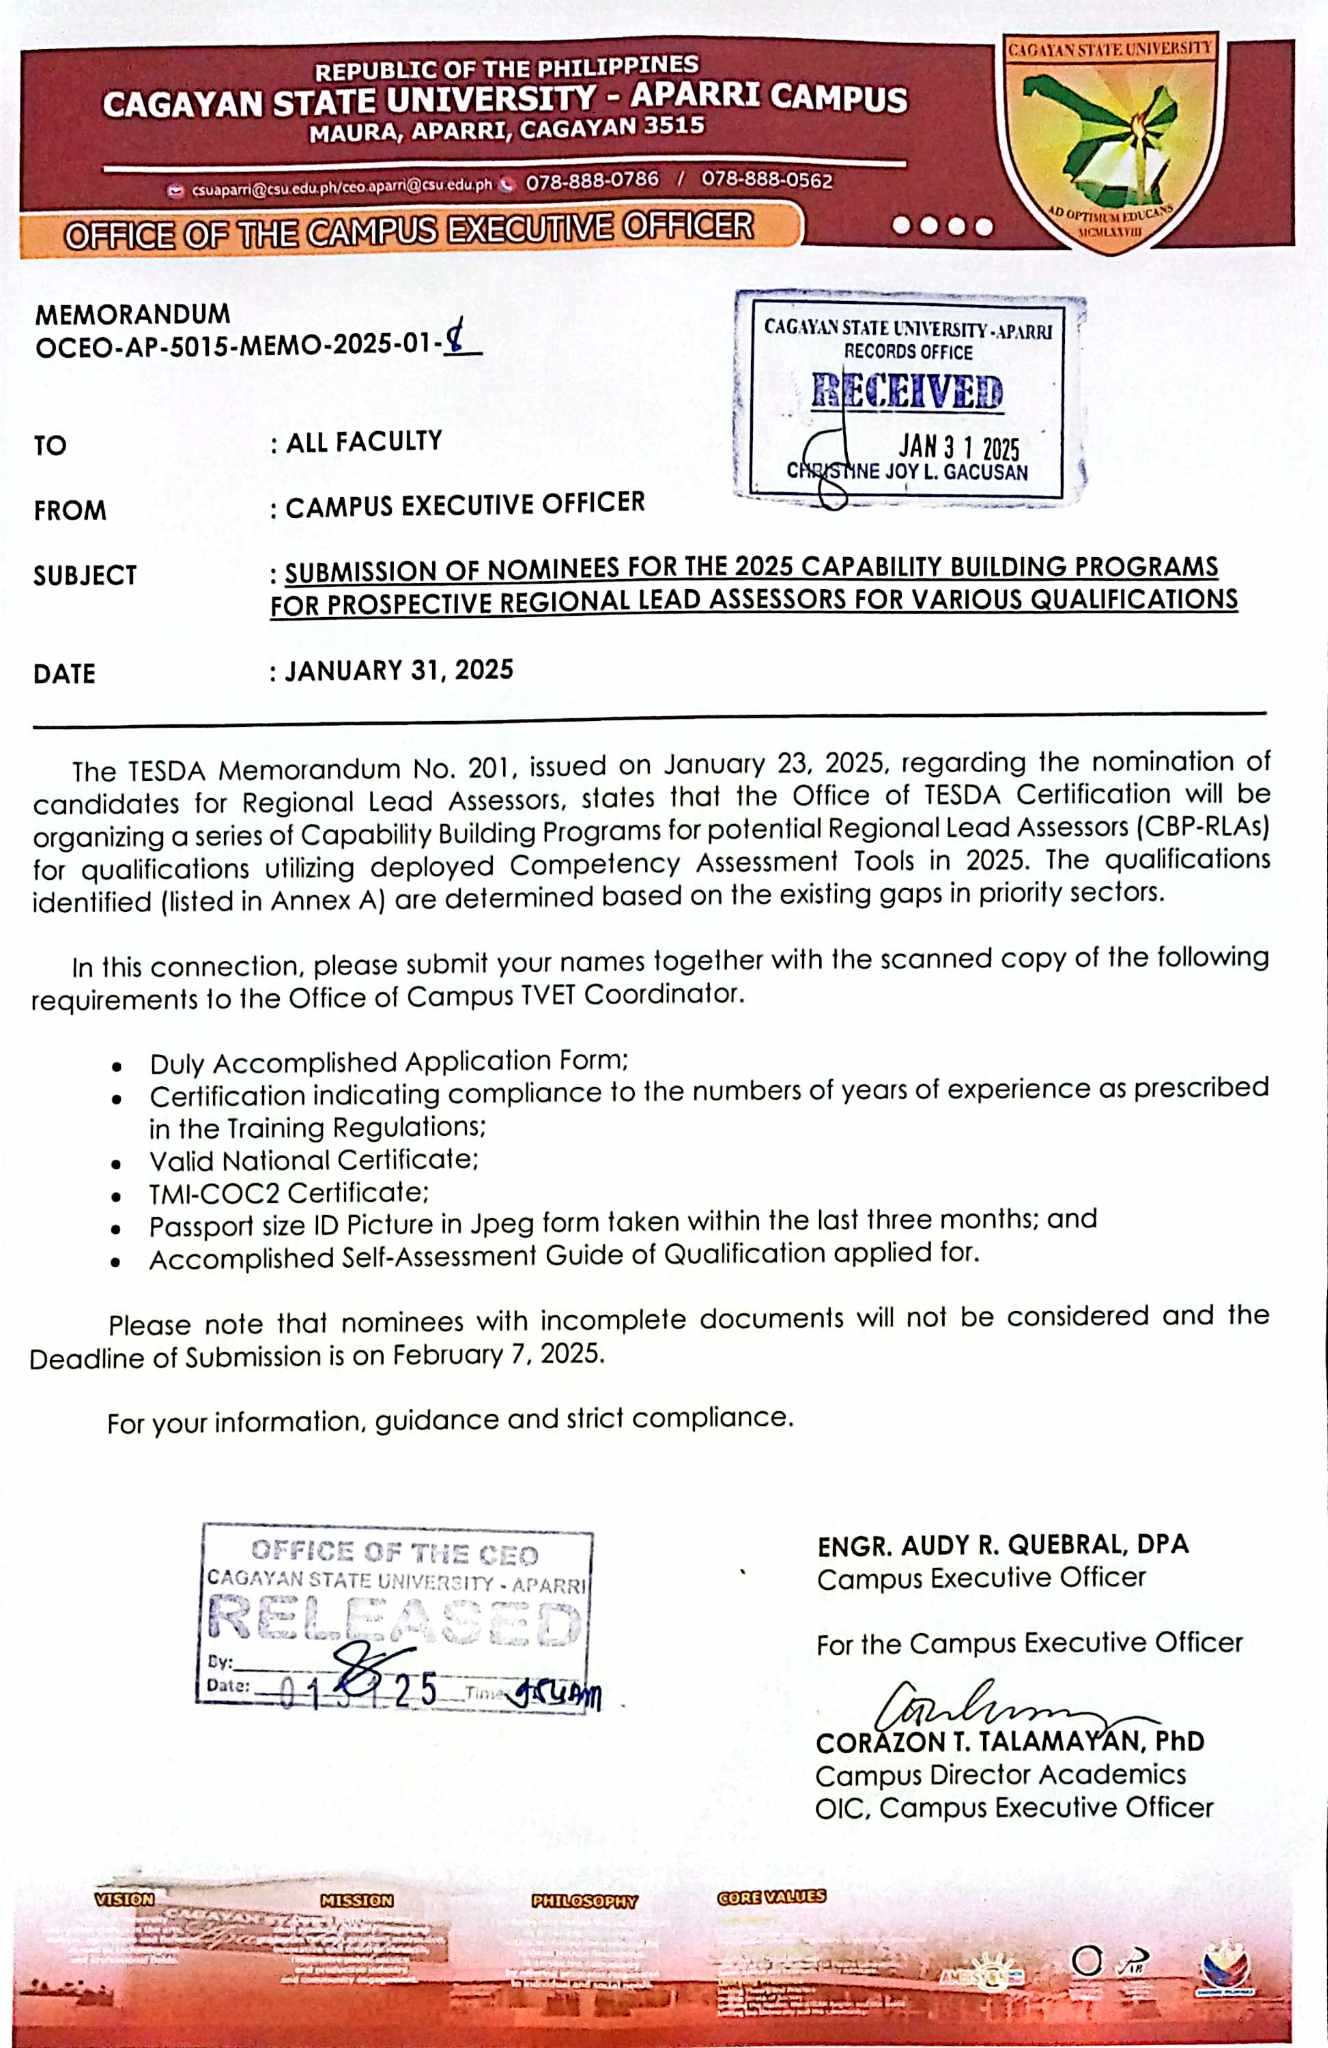 REPUBLIC OF THE PHILIPPINES
CAGAYAN STATE UNIVERSITY - APARRI CAMPUS
MAURA, APARRI, CAGAYAN 3515
csuaparri@csu.edu.ph/ceo.aparri@csu.edu.ph 078-888-0786 / 078-888-0562
OFFICE OF THE CAMPUS EXECUTIVE OFFICER
CAGAYAN STATE UNIVERSITY
AD OPTIMUM EDUCANS
MCMLXXVIII
MEMORANDUM
OCEO-AP-5015-MEMO-2025-01-8
CAGAYAN STATE UNIVERSITY-APARRI
RECORDS OFFICE
RECEIVED
JAN 31 2025
CHRISTINE JOY L. GACUSAN
TO : ALL FACULTY
FROM : CAMPUS EXECUTIVE OFFICER
SUBJECT : SUBMISSION OF NOMINEES FOR THE 2025 CAPABILITY BUILDING PROGRAMS
FOR PROSPECTIVE REGIONAL LEAD ASSESSORS FOR VARIOUS QUALIFICATIONS
DATE : JANUARY 31, 2025
The TESDA Memorandum No. 201, issued on January 23, 2025, regarding the nomination of
candidates for Regional Lead Assessors, states that the Office of TESDA Certification will be
organizing a series of Capability Building Programs for potential Regional Lead Assessors (CBP-RLAs)
for qualifications utilizing deployed Competency Assessment Tools in 2025. The qualifications
identified (listed in Annex A) are determined based on the existing gaps in priority sectors.
In this connection, please submit your names together with the scanned copy of the following
requirements to the Office of Campus TVET Coordinator.
• Duly Accomplished Application Form;
• Certification indicating compliance to the numbers of years of experience as prescribed
in the Training Regulations;
• Valid National Certificate;
• TMI-COC2 Certificate;
• Passport size ID Picture in Jpeg form taken within the last three months; and
• Accomplished Self-Assessment Guide of Qualification applied for.
Please note that nominees with incomplete documents will not be considered and the
Deadline of Submission is on February 7, 2025.
For your information, guidance and strict compliance.
OFFICE OF THE CEO
CAGAYAN STATE UNIVERSITY - APARRI
RELEASED
By:
Date: 013125 Time:
ENGR. AUDY R. QUEBRAL, DPA
Campus Executive Officer
For the Campus Executive Officer
CORAZON T. TALAMAYAN, PhD
Campus Director Academics
OIC, Campus Executive Officer
VISION
MISSION
PHILOSOPHY
CORE VALUES